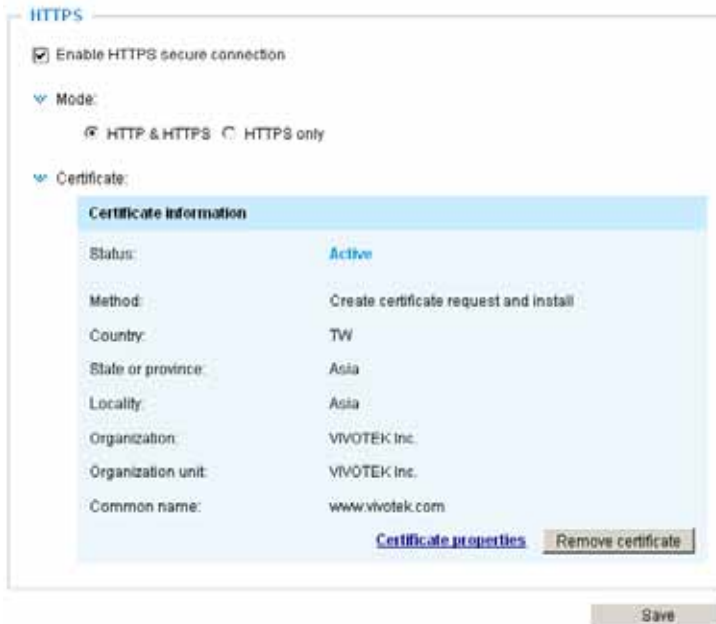 HTTPS
Enable HTTPS secure connection
Mode:
HTTP & HTTPS HTTPS only
Certificate:
Certificate information
Status: Active
Method: Create certificate request and install
Country: TW
State or province: Asia
Locality: Asia
Organization: VIVOTEK Inc.
Organization unit: VIVOTEK Inc.
Common name: www.vivotek.com
Certificate properties Remove certificate
Save